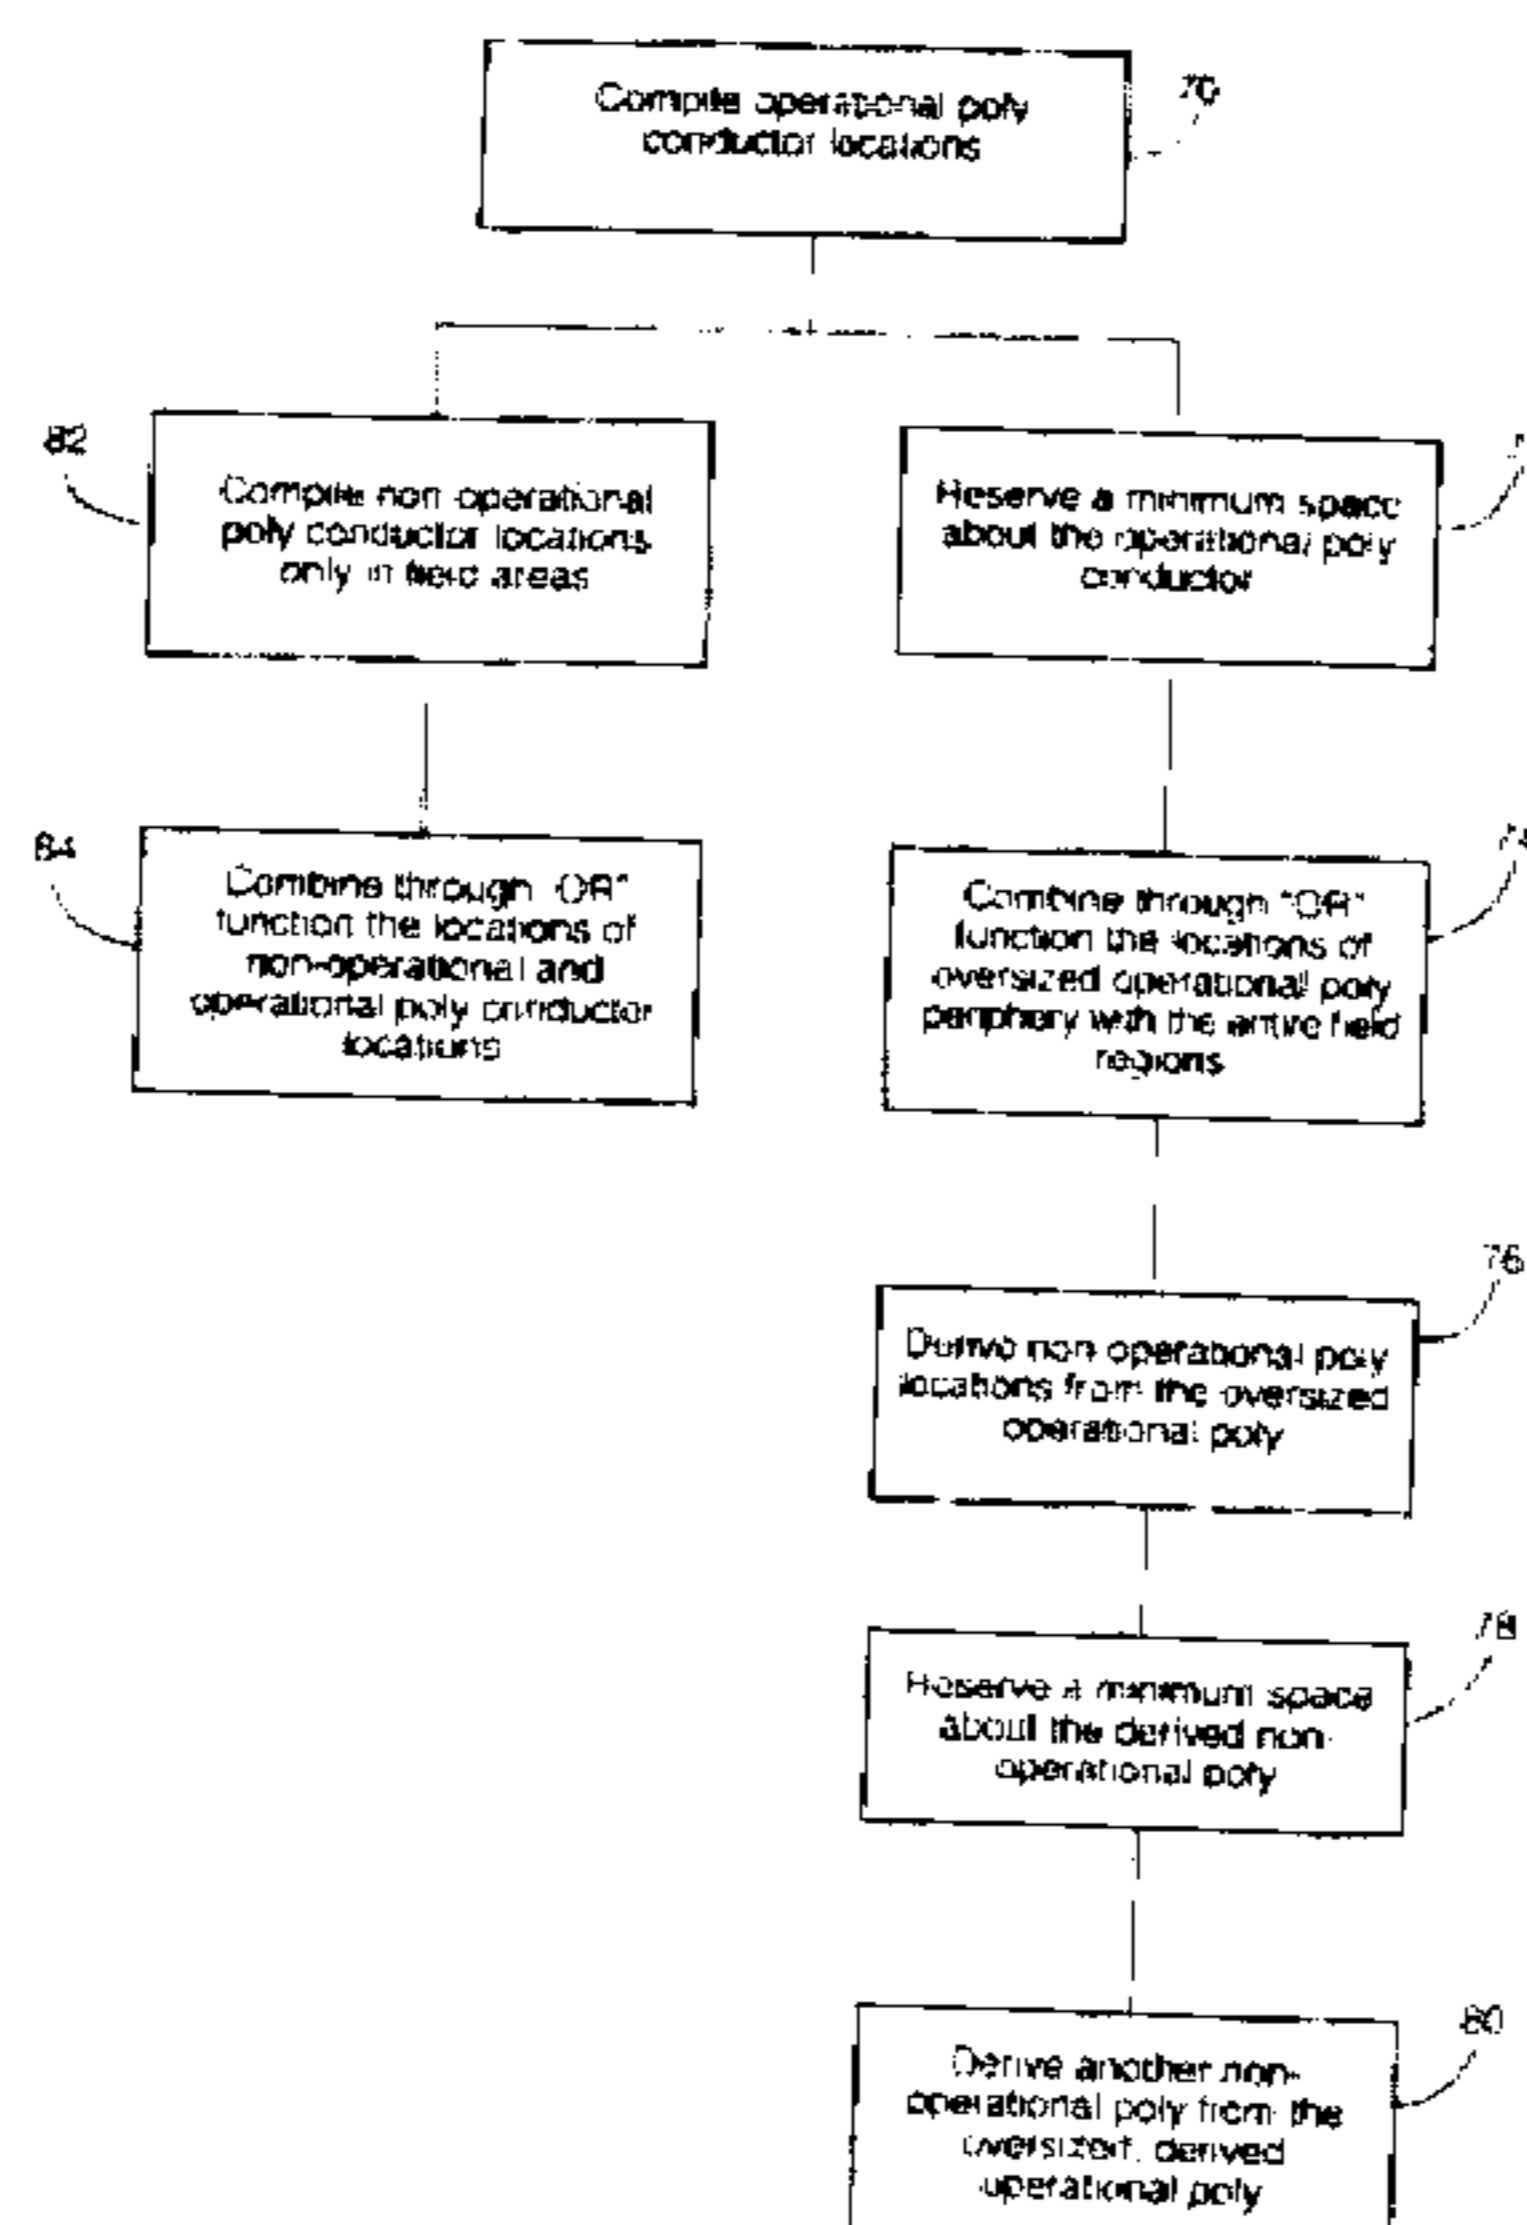 Compile operational poly
conductor locations
70
82
Compile non-operational
poly conductor locations
only in field areas
Reserve a minimum space
about the operational poly
conductor
84
Combine through "OR"
function the locations of
non-operational and
operational poly conductor
locations
Combine through "OR"
function the locations of
oversized operational poly
periphery with the entire field
regions
76
Derive non-operational poly
locations from the oversized
operational poly
78
Reserve a minimum space
about the derived non-
operational poly
80
Derive another non-
operational poly from the
oversized, derived
operational poly